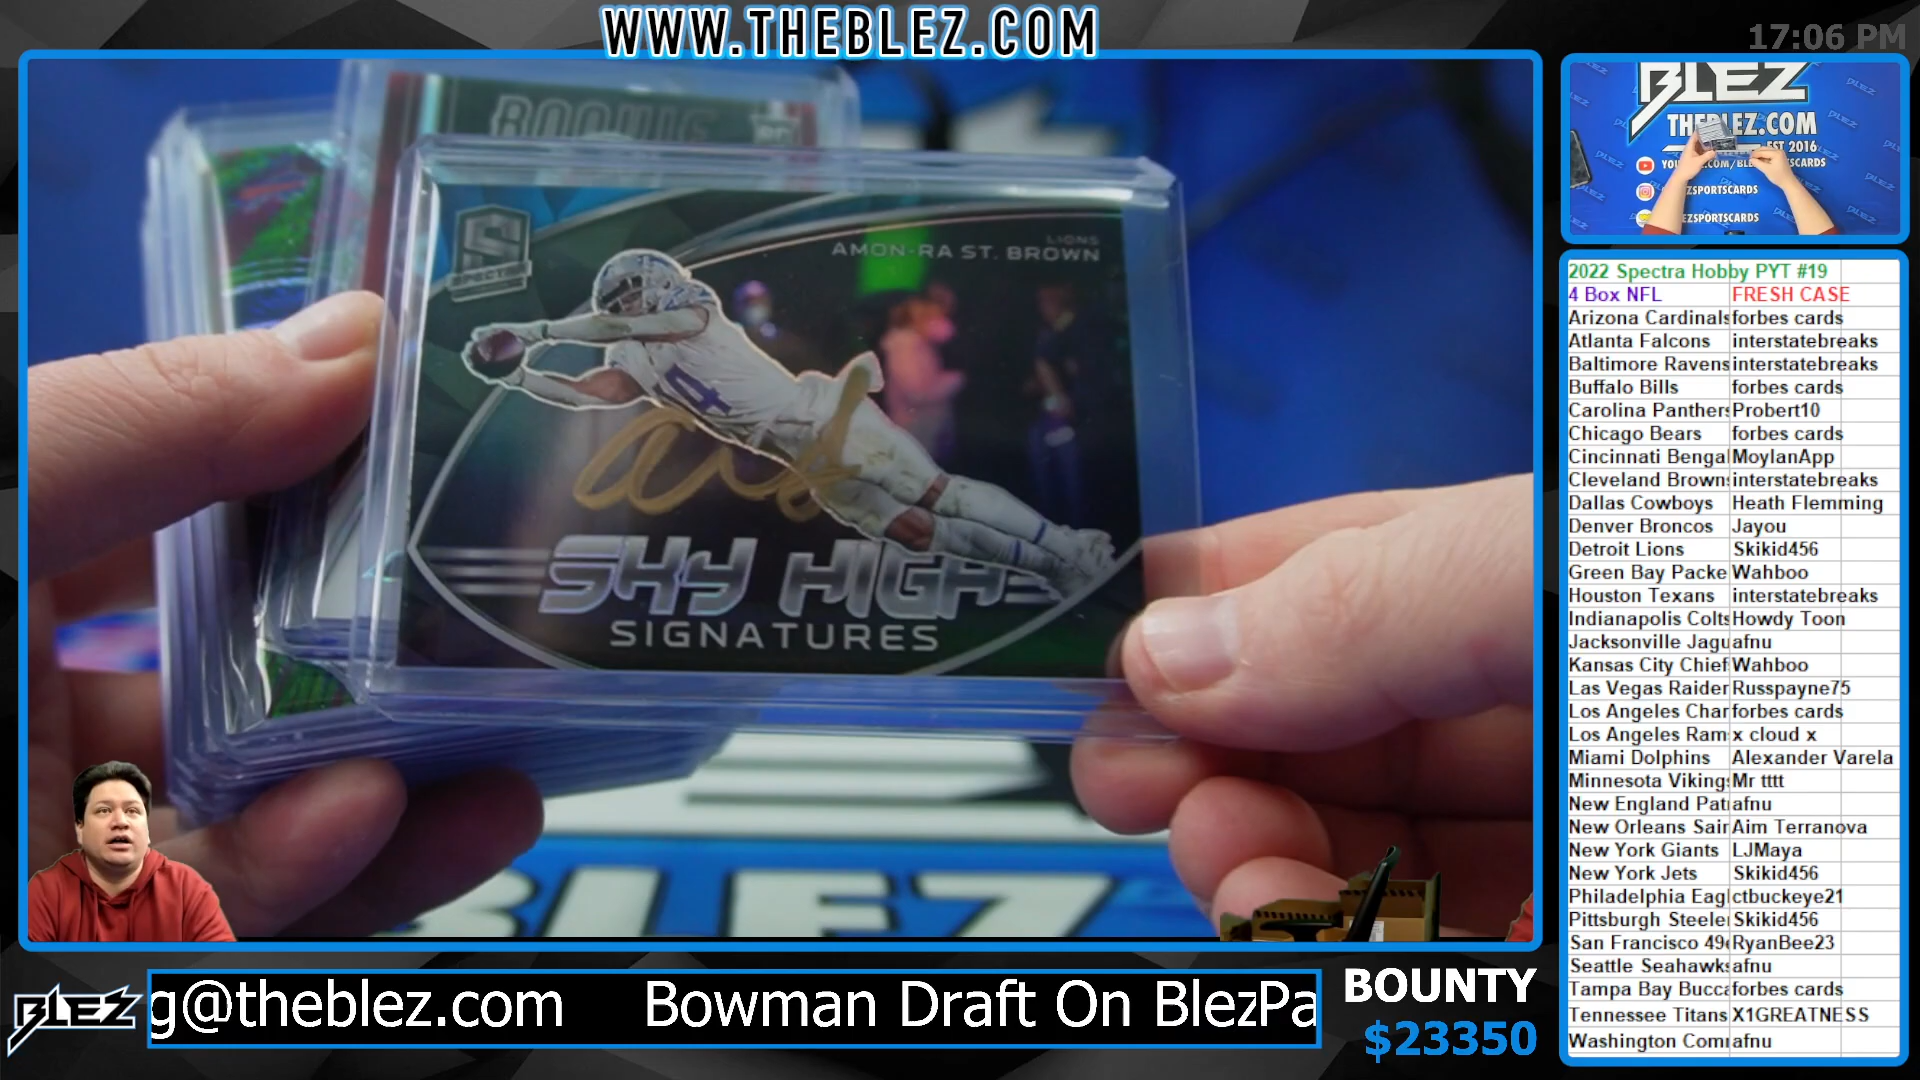 WWW.THEBLEZ.COM
17:06 PM
ROOKIE
SPECTRA
LIONS
AMON-RA ST. BROWN
4
SKY HIGH
SIGNATURES
BLEZ
BLEZ
THEBLEZ.COM
EST 2016
2022 Spectra Hobby PYT #19
4 Box NFL FRESH CASE
Arizona Cardinals forbes cards
Atlanta Falcons interstatebreaks
Baltimore Ravens interstatebreaks
Buffalo Bills forbes cards
Carolina Panthers Probert10
Chicago Bears forbes cards
Cincinnati Bengal MoylanApp
Cleveland Browns interstatebreaks
Dallas Cowboys Heath Flemming
Denver Broncos Jayou
Detroit Lions Skikid456
Green Bay Packe Wahboo
Houston Texans interstatebreaks
Indianapolis Colts Howdy Toon
Jacksonville Jagu afnu
Kansas City Chief Wahboo
Las Vegas Raider Russpayne75
Los Angeles Char forbes cards
Los Angeles Ram x cloud x
Miami Dolphins Alexander Varela
Minnesota Viking Mr tttt
New England Pat afnu
New Orleans Sain Aim Terranova
New York Giants LJMaya
New York Jets Skikid456
Philadelphia Eagl ctbuckeye21
Pittsburgh Steele Skikid456
San Francisco 49 RyanBee23
Seattle Seahawks afnu
Tampa Bay Bucca forbes cards
Tennessee Titans X1GREATNESS
Washington Com afnu
BLEZ
g@theblez.com Bowman Draft On BlezPa
BOUNTY
$23350